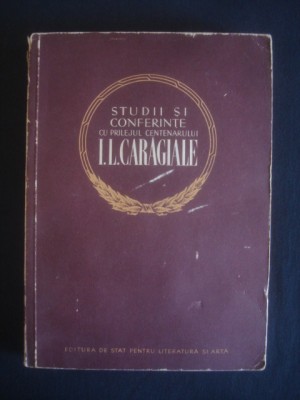 STUDII ȘI
CONFERINȚE
CU PRILEJUL CENTENARULUI
I.L.CARAGIALE
EDITURA DE STAT PENTRU LITERATURĂ ȘI ARTĂ